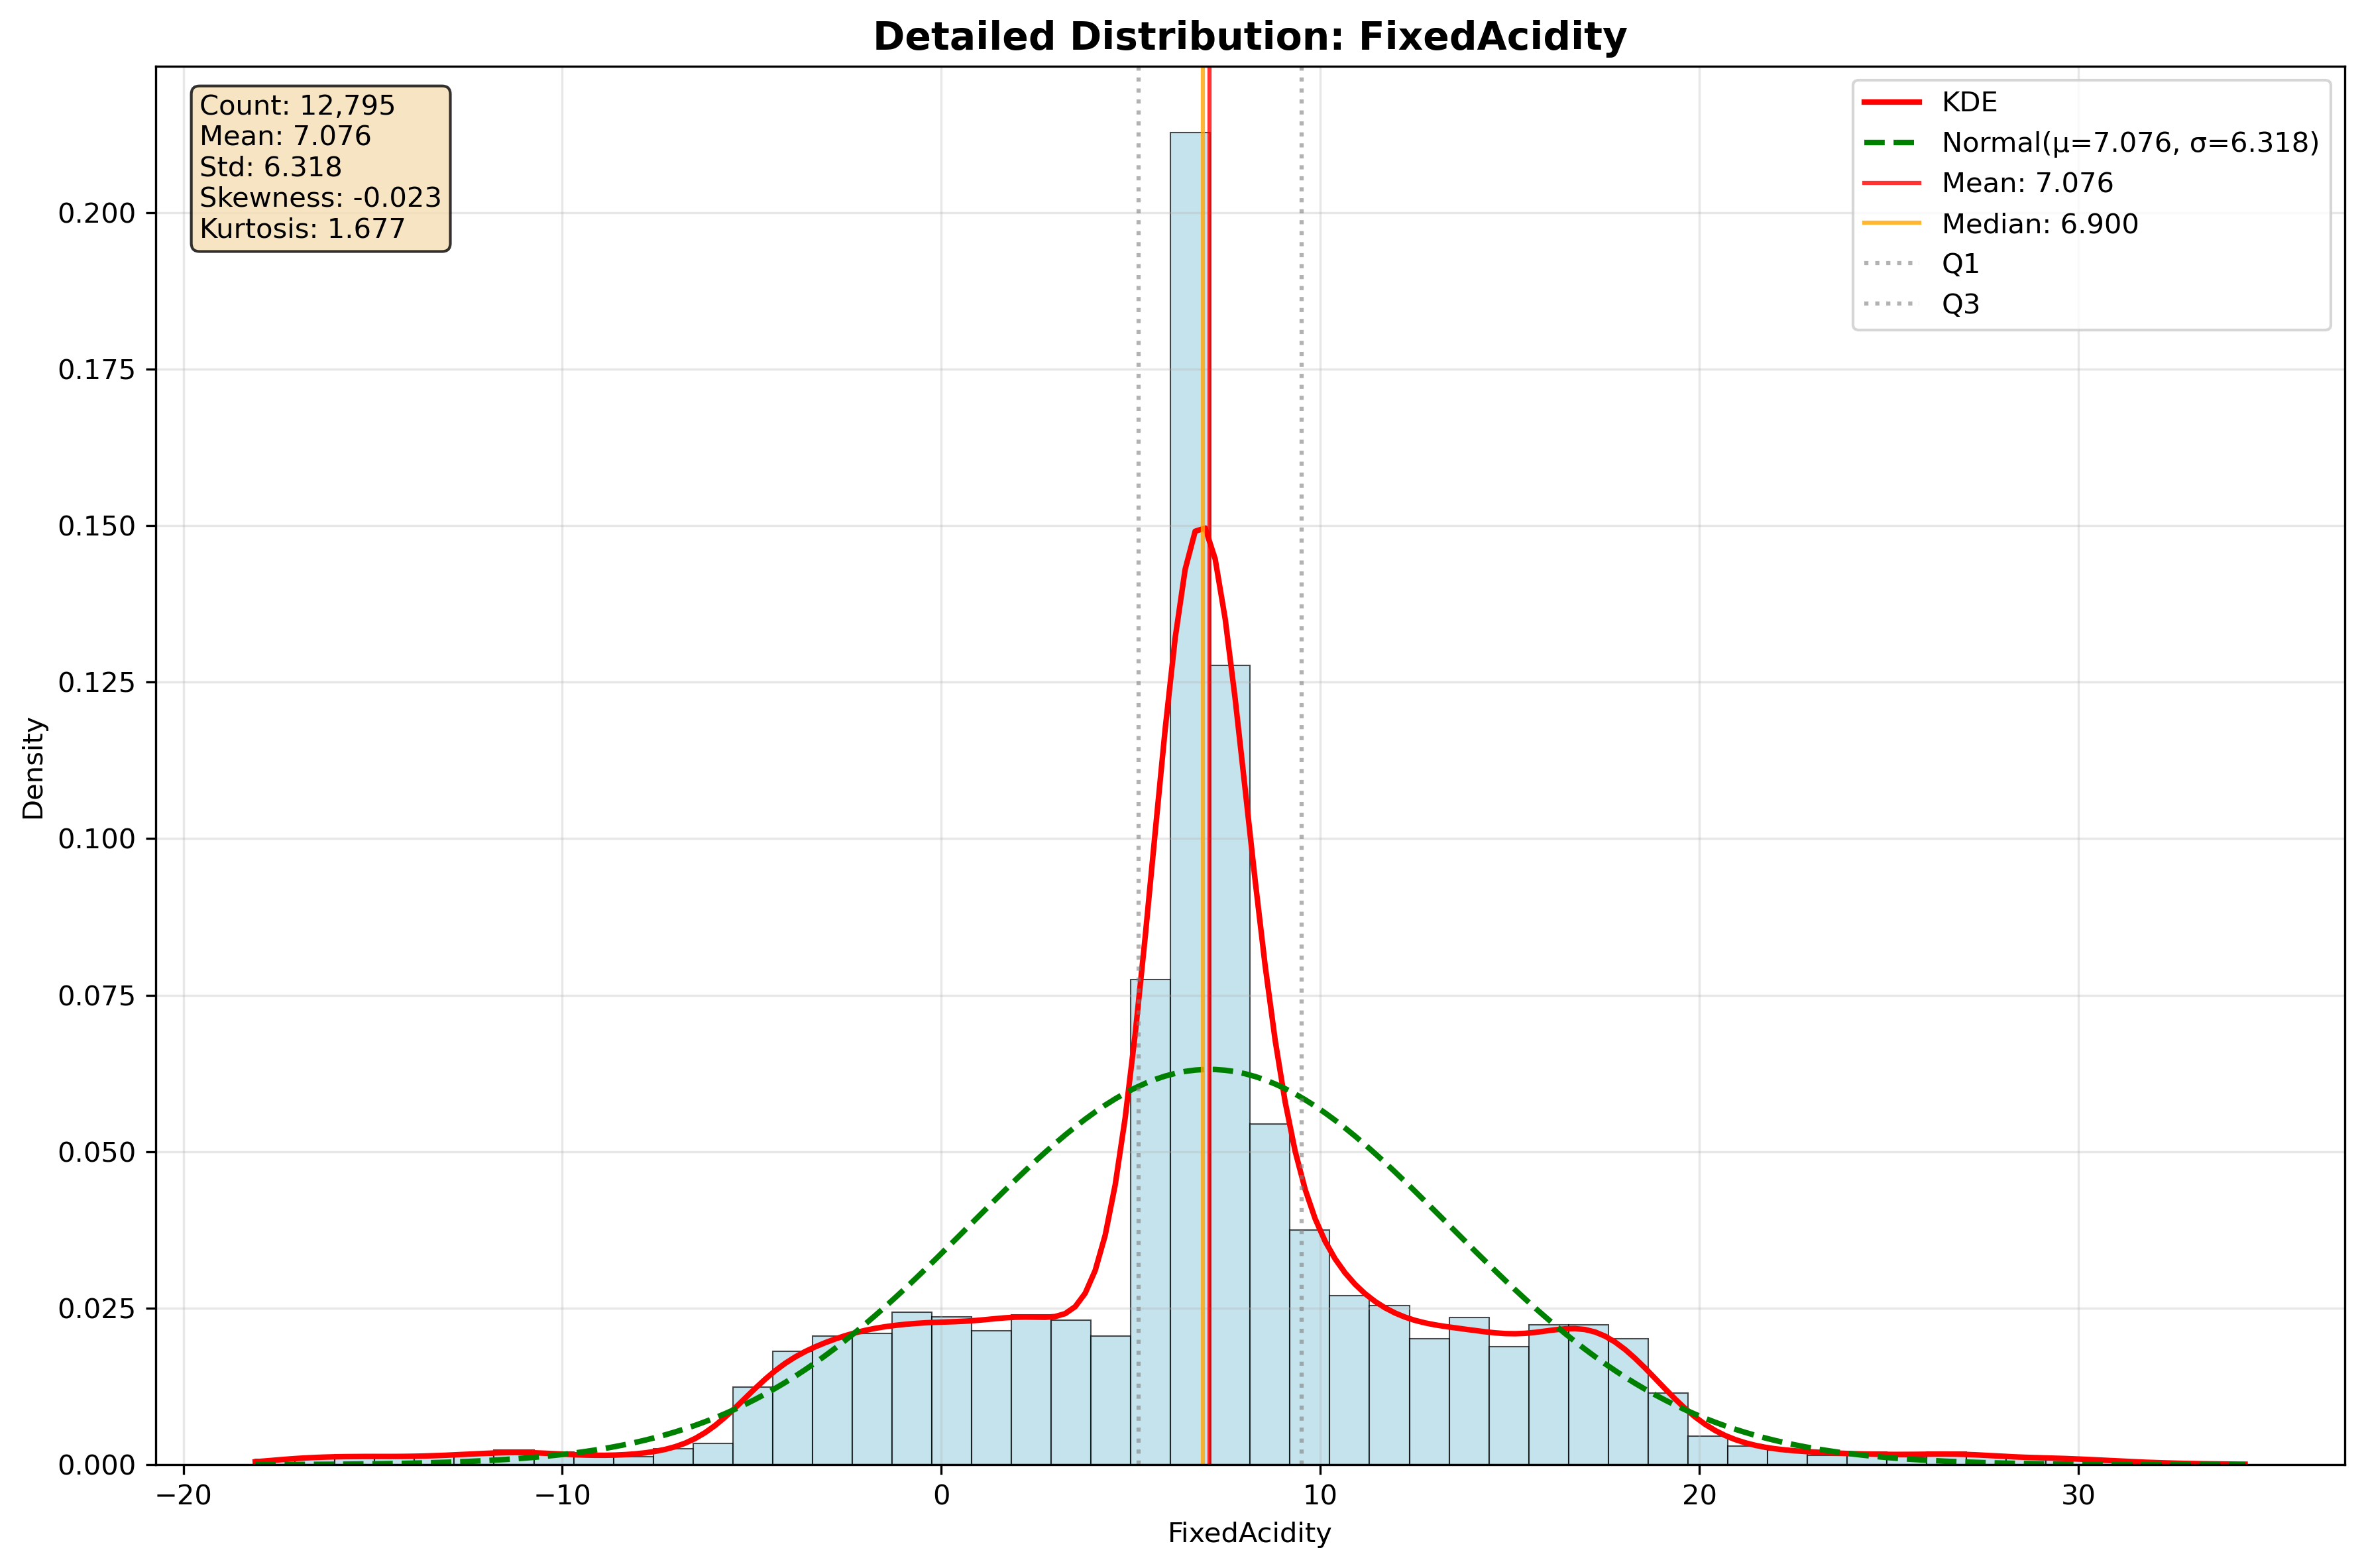 Detailed Distribution: FixedAcidity
Count: 12,795
Mean: 7.076
Std: 6.318
Skewness: -0.023
Kurtosis: 1.677
KDE
Normal(μ=7.076, σ=6.318)
Mean: 7.076
Median: 6.900
Q1
Q3
0.200
0.175
0.150
0.125
0.100
0.075
0.050
0.025
0.000
Density
−20
−10
0
10
20
30
FixedAcidity